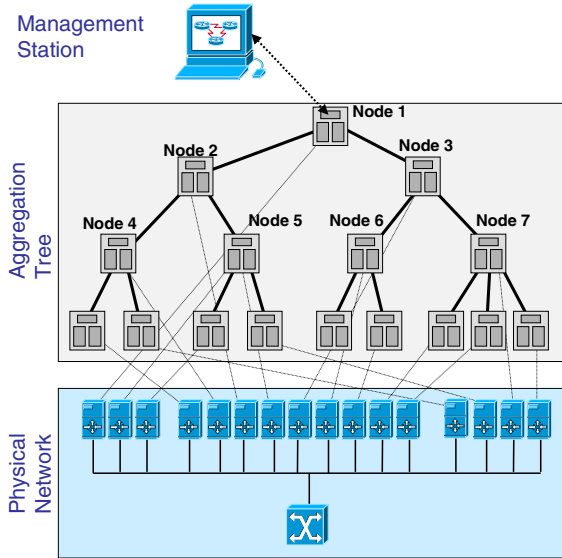 Management
Station
Node 1
Node 2
Node 3
Node 4
Node 5
Node 6
Node 7
Aggregation
Tree
Physical
Network